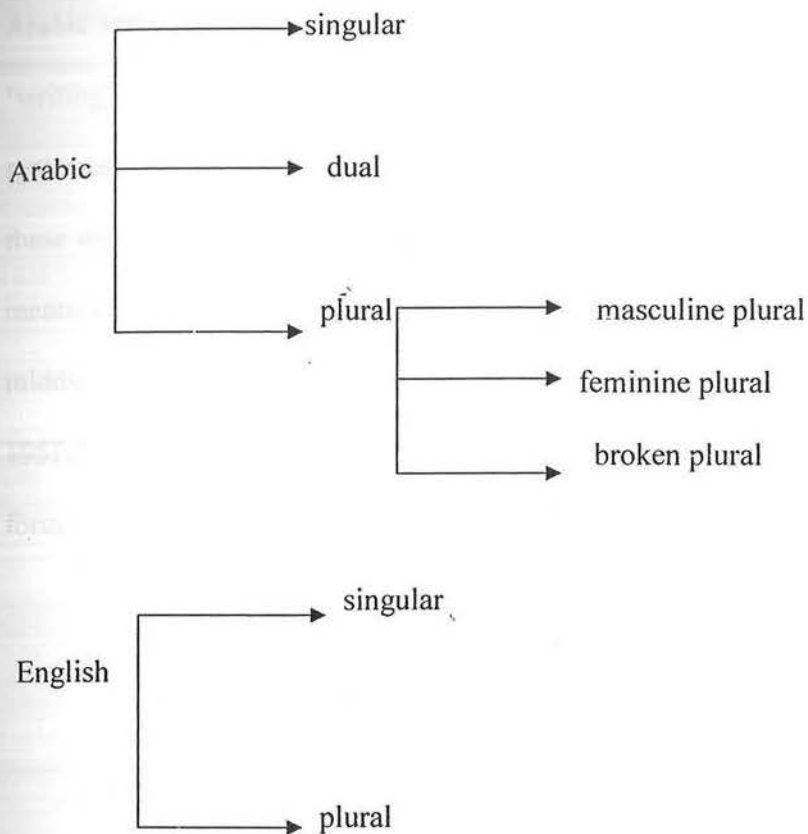 singular
Arabic
dual
plural
masculine plural
feminine plural
broken plural
singular
English
plural